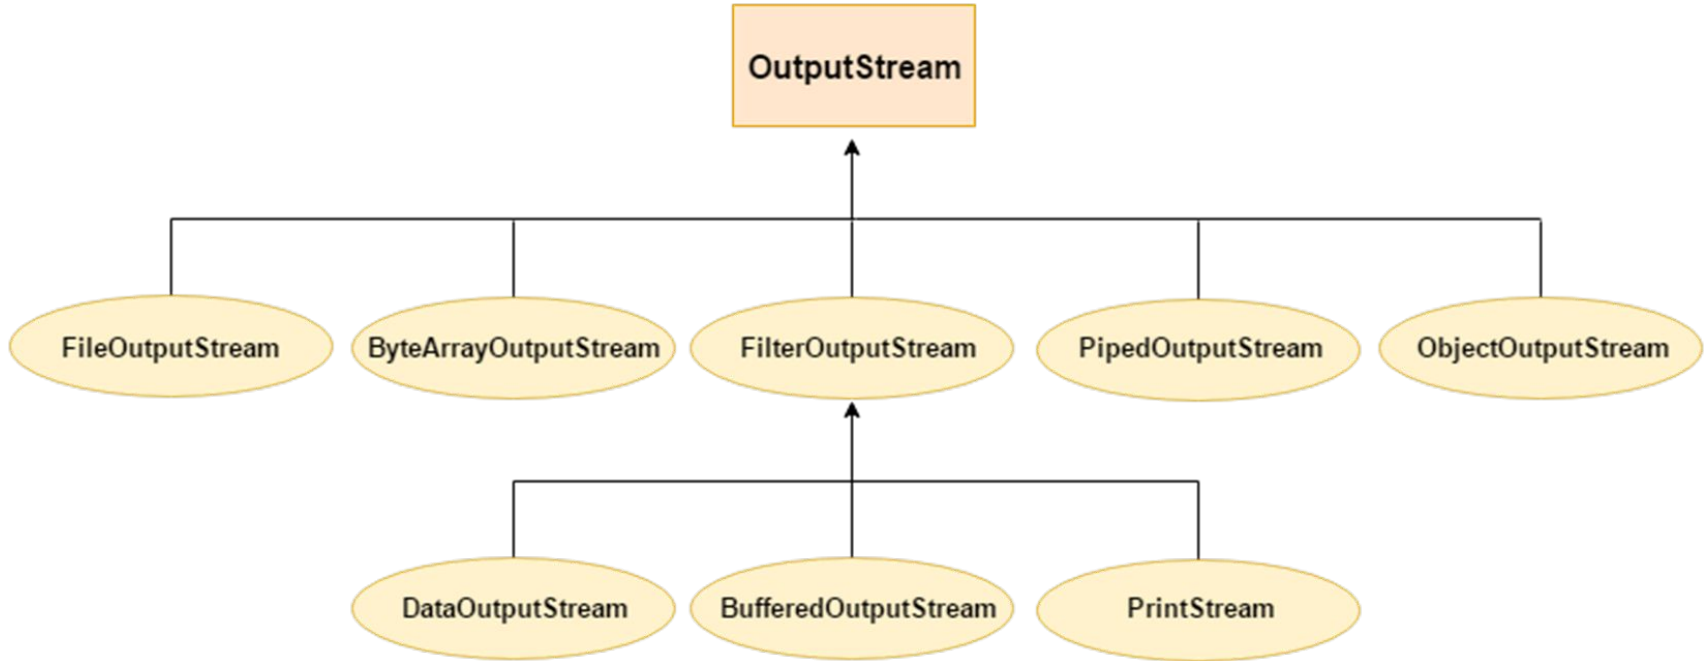 OutputStream
FileOutputStream
ByteArrayOutputStream
FilterOutputStream
PipedOutputStream
ObjectOutputStream
DataOutputStream
BufferedOutputStream
PrintStream